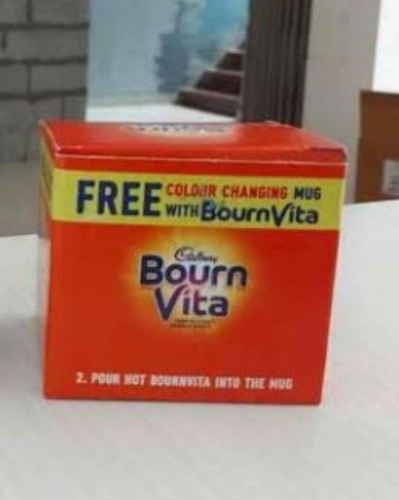 FREE COLOUR CHANGING MUG
WITH BournVita
Cadbury
Bourn
Vita
2. POUR HOT BOURNVITA INTO THE MUG